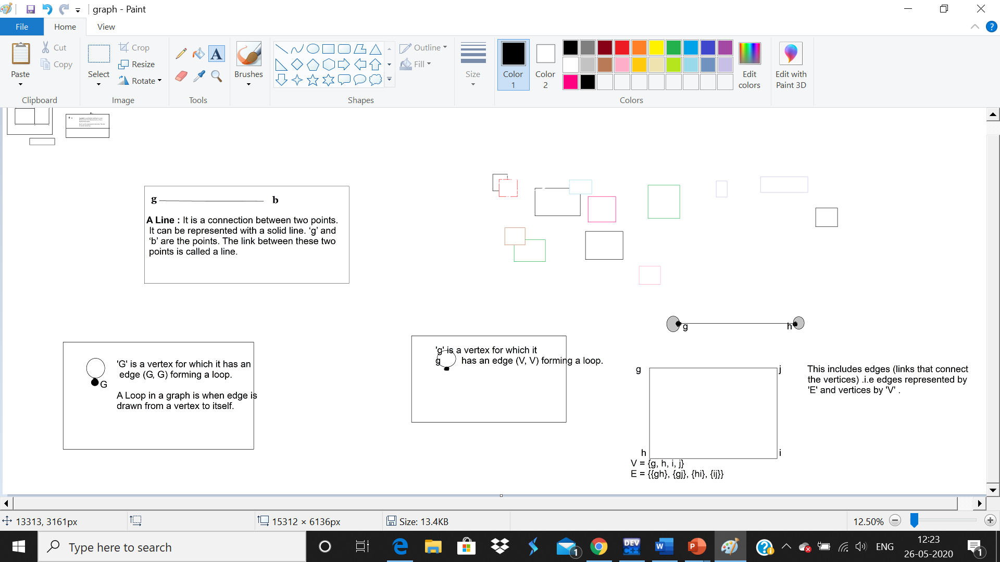 graph - Paint
File
Home
View
Paste
Cut
Copy
Clipboard
Select
Crop
Resize
Rotate
Image
A
Tools
Brushes
Shapes
Outline
Fill
Size
Color
1
Color
2
Edit
colors
Colors
Edit with
Paint 3D
g
b
A Line : It is a connection between two points.
It can be represented with a solid line. ‘g’ and
‘b’ are the points. The link between these two
points is called a line.
g
h
'G' is a vertex for which it has an
edge (G, G) forming a loop.
G
A Loop in a graph is when edge is
drawn from a vertex to itself.
'g' is a vertex for which it
g
has an edge (V, V) forming a loop.
g
j
h
i
V = {g, h, i, j}
E = {{gh}, {gj}, {hi}, {ij}}
This includes edges (links that connect
the vertices) .i.e edges represented by
'E' and vertices by 'V' .
13313, 3161px
15312 × 6136px
Size: 13.4KB
12.50%
Type here to search
1
DEV
C++
W
P
ENG
12:23
26-05-2020
1